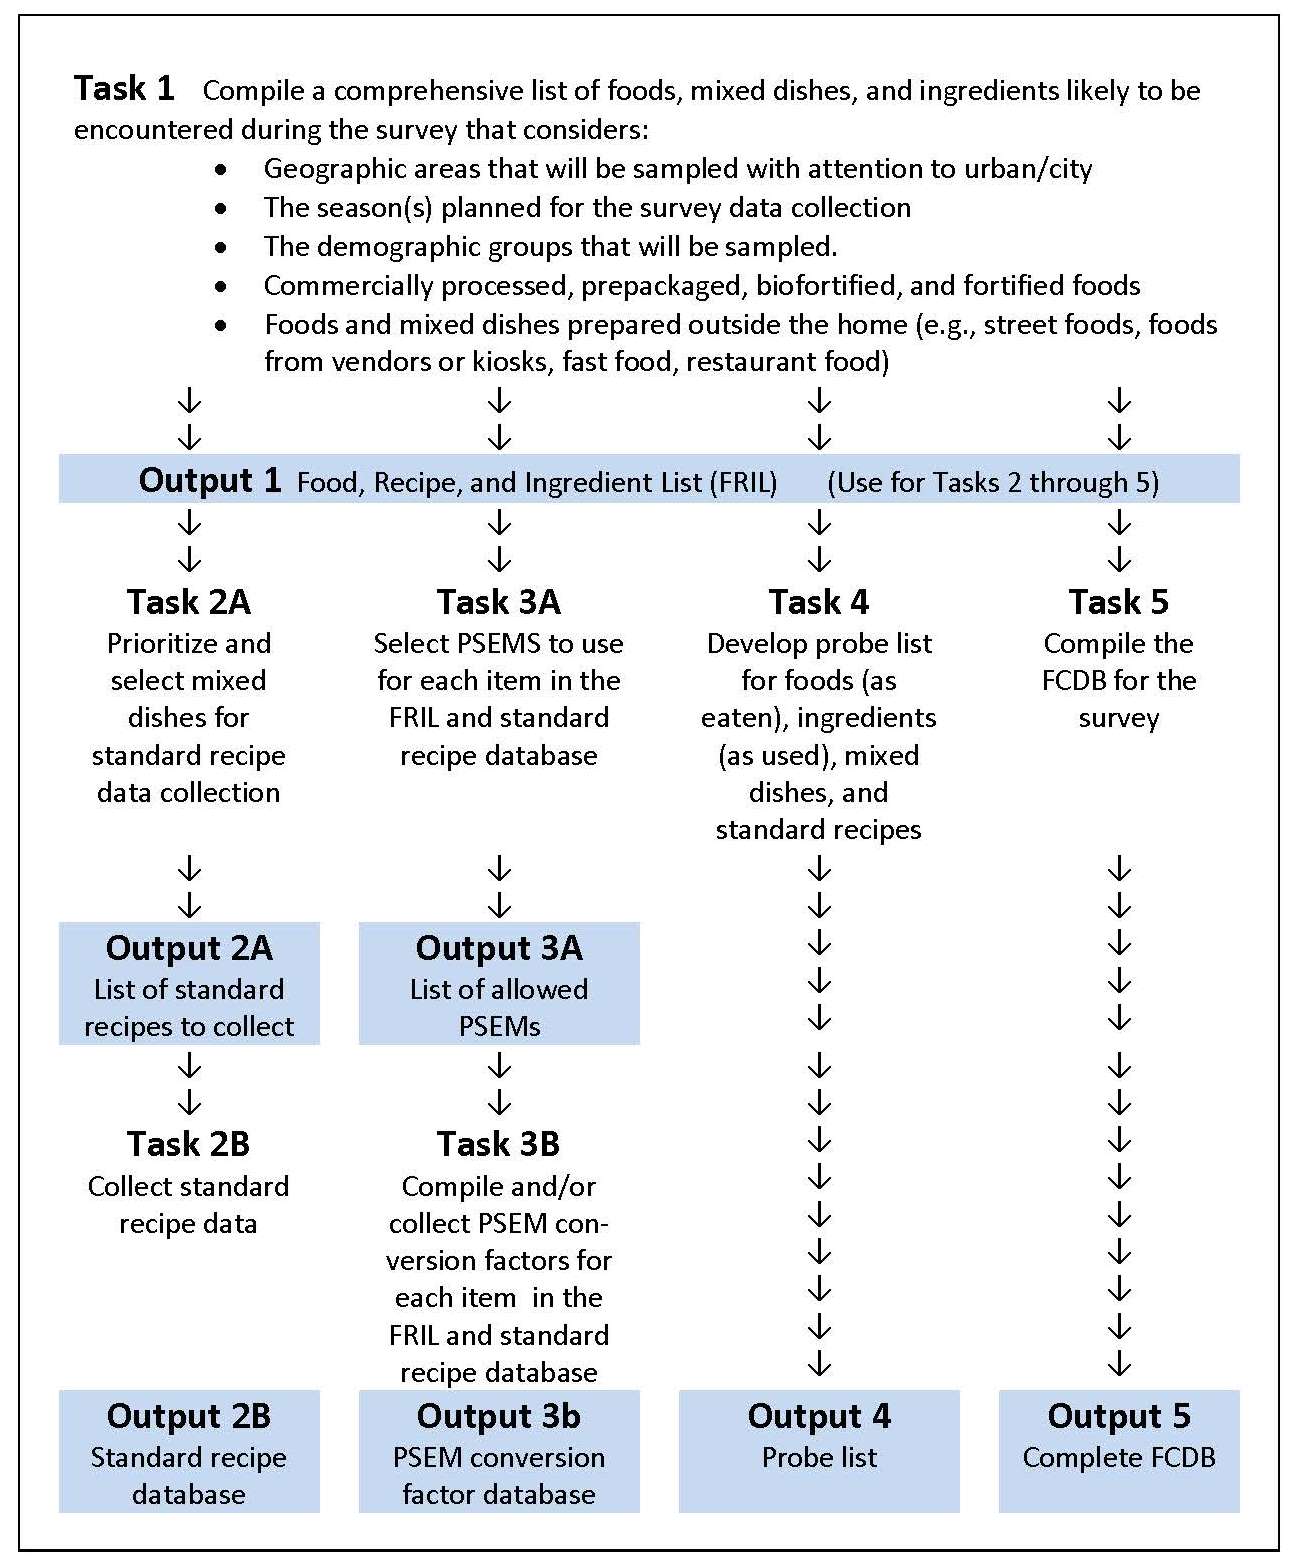 Task 1 Compile a comprehensive list of foods, mixed dishes, and ingredients likely to be
encountered during the survey that considers:
• Geographic areas that will be sampled with attention to urban/city
• The season(s) planned for the survey data collection
• The demographic groups that will be sampled.
• Commercially processed, prepackaged, biofortified, and fortified foods
• Foods and mixed dishes prepared outside the home (e.g., street foods, foods
from vendors or kiosks, fast food, restaurant food)
↓ ↓ ↓ ↓
↓ ↓ ↓ ↓
Output 1 Food, Recipe, and Ingredient List (FRIL) (Use for Tasks 2 through 5)
↓ ↓ ↓ ↓
↓ ↓ ↓ ↓
Task 2A
Prioritize and
select mixed
dishes for
standard recipe
data collection
↓
↓
Output 2A
List of standard
recipes to collect
↓
↓
Task 2B
Collect standard
recipe data
Output 2B
Standard recipe
database
Task 3A
Select PSEMS to use
for each item in the
FRIL and standard
recipe database
↓
↓
Output 3A
List of allowed
PSEMs
↓
↓
Task 3B
Compile and/or
collect PSEM con-
version factors for
each item in the
FRIL and standard
recipe database
Output 3b
PSEM conversion
factor database
Task 4
Develop probe list
for foods (as
eaten), ingredients
(as used), mixed
dishes, and
standard recipes
↓
↓
↓
↓
↓
↓
↓
↓
↓
↓
↓
↓
↓
↓
Output 4
Probe list
Task 5
Compile the
FCDB for the
survey
↓
↓
↓
↓
↓
↓
↓
↓
↓
↓
↓
↓
↓
↓
Output 5
Complete FCDB